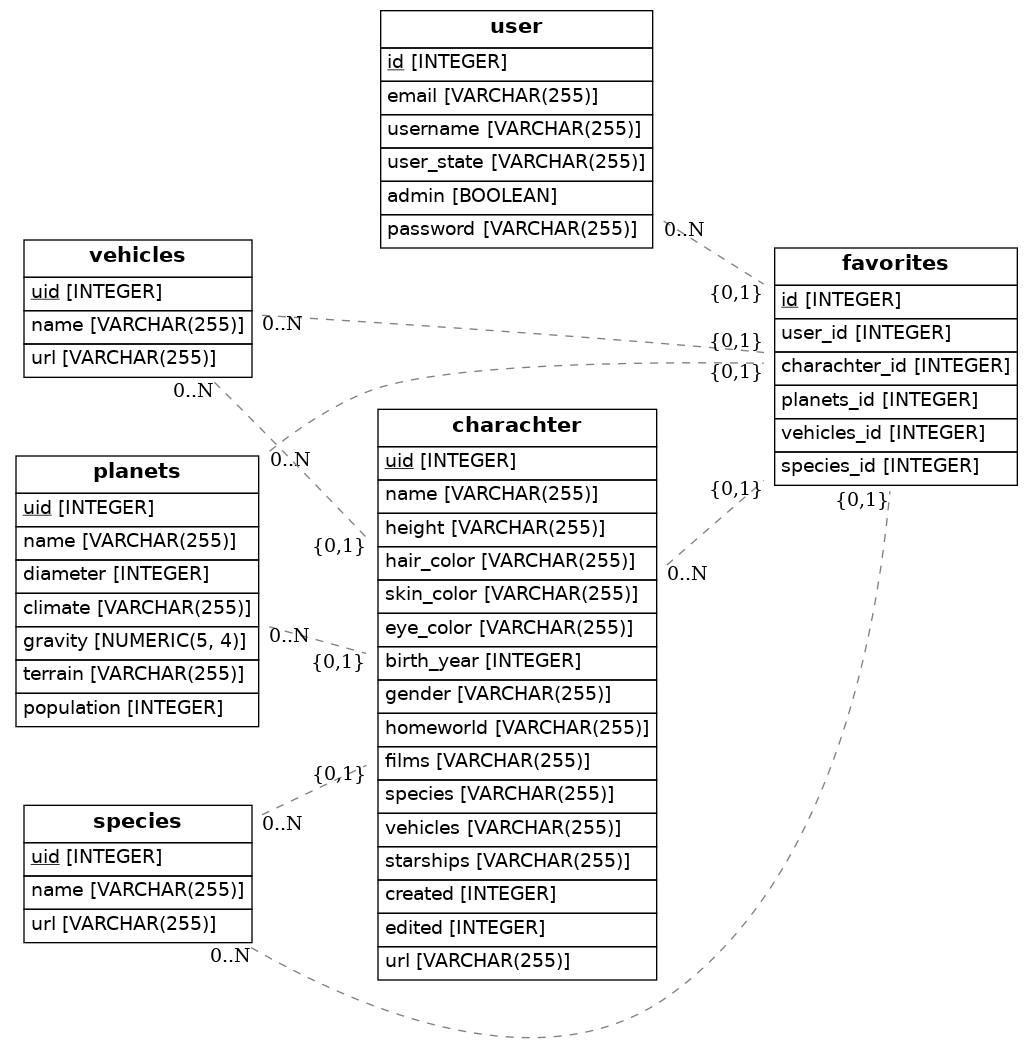 user
id [INTEGER]
email [VARCHAR(255)]
username [VARCHAR(255)]
user_state [VARCHAR(255)]
admin [BOOLEAN]
password [VARCHAR(255)]
0..N
{0,1}
vehicles
uid [INTEGER]
name [VARCHAR(255)]
url [VARCHAR(255)]
0..N
{0,1}
0..N
{0,1}
favorites
id [INTEGER]
user_id [INTEGER]
charachter_id [INTEGER]
planets_id [INTEGER]
vehicles_id [INTEGER]
species_id [INTEGER]
{0,1}
{0,1}
{0,1}
planets
uid [INTEGER]
name [VARCHAR(255)]
diameter [INTEGER]
climate [VARCHAR(255)]
gravity [NUMERIC(5, 4)]
terrain [VARCHAR(255)]
population [INTEGER]
0..N
0..N
{0,1}
charachter
uid [INTEGER]
name [VARCHAR(255)]
height [VARCHAR(255)]
hair_color [VARCHAR(255)]
skin_color [VARCHAR(255)]
eye_color [VARCHAR(255)]
birth_year [INTEGER]
gender [VARCHAR(255)]
homeworld [VARCHAR(255)]
films [VARCHAR(255)]
species [VARCHAR(255)]
vehicles [VARCHAR(255)]
starships [VARCHAR(255)]
created [INTEGER]
edited [INTEGER]
url [VARCHAR(255)]
0..N
{0,1}
0..N
species
uid [INTEGER]
name [VARCHAR(255)]
url [VARCHAR(255)]
0..N